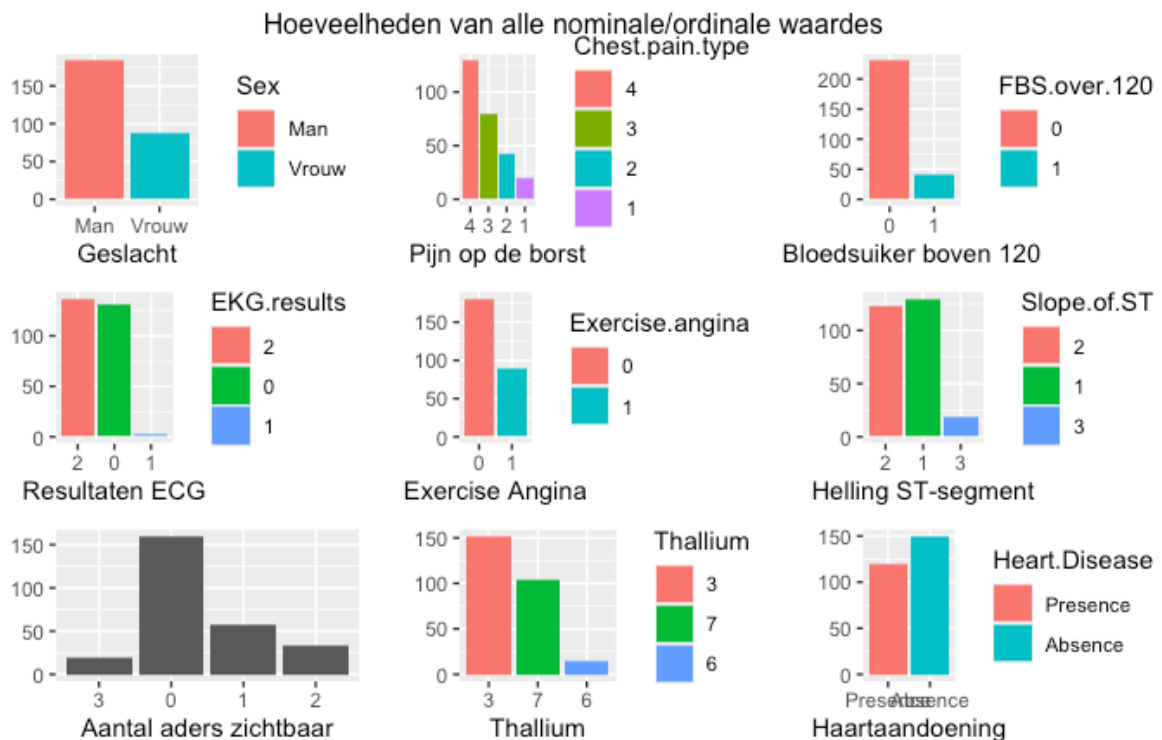 Hoeveelheden van alle nominale/ordinale waardes
150
100
50
0
Man Vrouw
Geslacht
Sex
Man
Vrouw
100
50
0
4 3 2 1
Pijn op de borst
Chest.pain.type
4
3
2
1
200
150
100
50
0
0 1
Bloedsuiker boven 120
FBS.over.120
0
1
100
50
0
2 0 1
Resultaten ECG
EKG.results
2
0
1
150
100
50
0
0 1
Exercise Angina
Exercise.angina
0
1
100
50
0
2 1 3
Helling ST-segment
Slope.of.ST
2
1
3
150
100
50
0
3 0 1 2
Aantal aders zichtbaar
150
100
50
0
3 7 6
Thallium
Thallium
3
7
6
150
100
50
0
Presence Absence
Haartaandoening
Heart.Disease
Presence
Absence